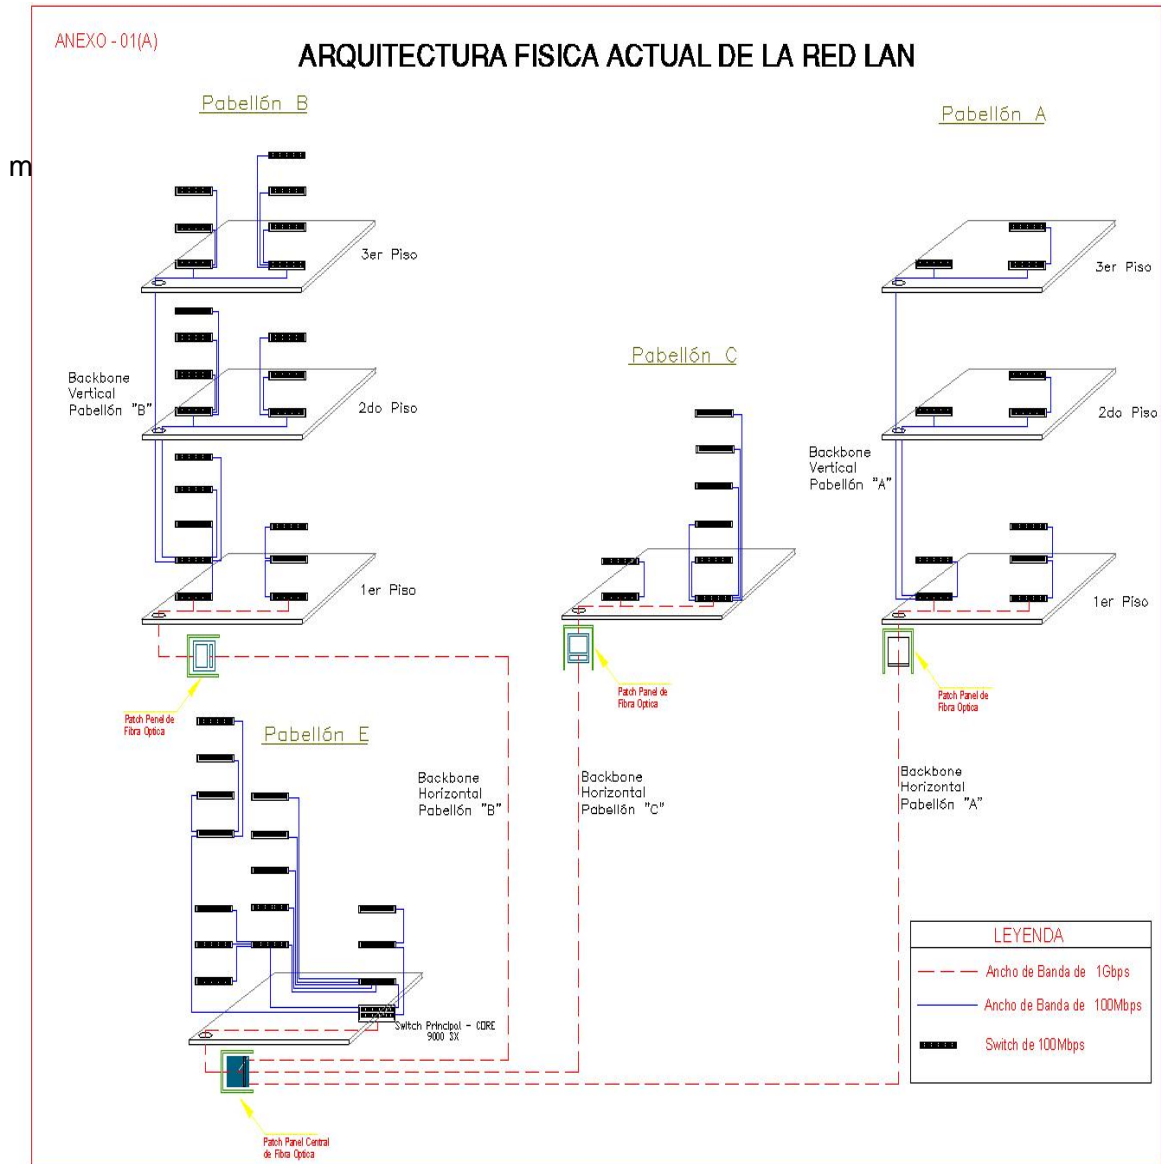 ANEXO - 01(A)
ARQUITECTURA FISICA ACTUAL DE LA RED LAN
Pabellón B
Pabellón A
m
3er Piso
3er Piso
Pabellón C
Backbone
Vertical
Pabellón "B"
2do Piso
2do Piso
Backbone
Vertical
Pabellón "A"
1er Piso
1er Piso
Patch Penel de
Fibra Optica
Patch Panel de
Fibra Optica
Patch Panel de
Fibra Optica
Pabellón E
Backbone
Horizontal
Pabellón "B"
Backbone
Horizontal
Pabellón "C"
Backbone
Horizontal
Pabellón "A"
LEYENDA
Ancho de Banda de 1Gbps
Ancho de Banda de 100Mbps
Switch de 100Mbps
Switch Principal - CORE
9000 SX
Patch Panel Central
de Fibra Optica